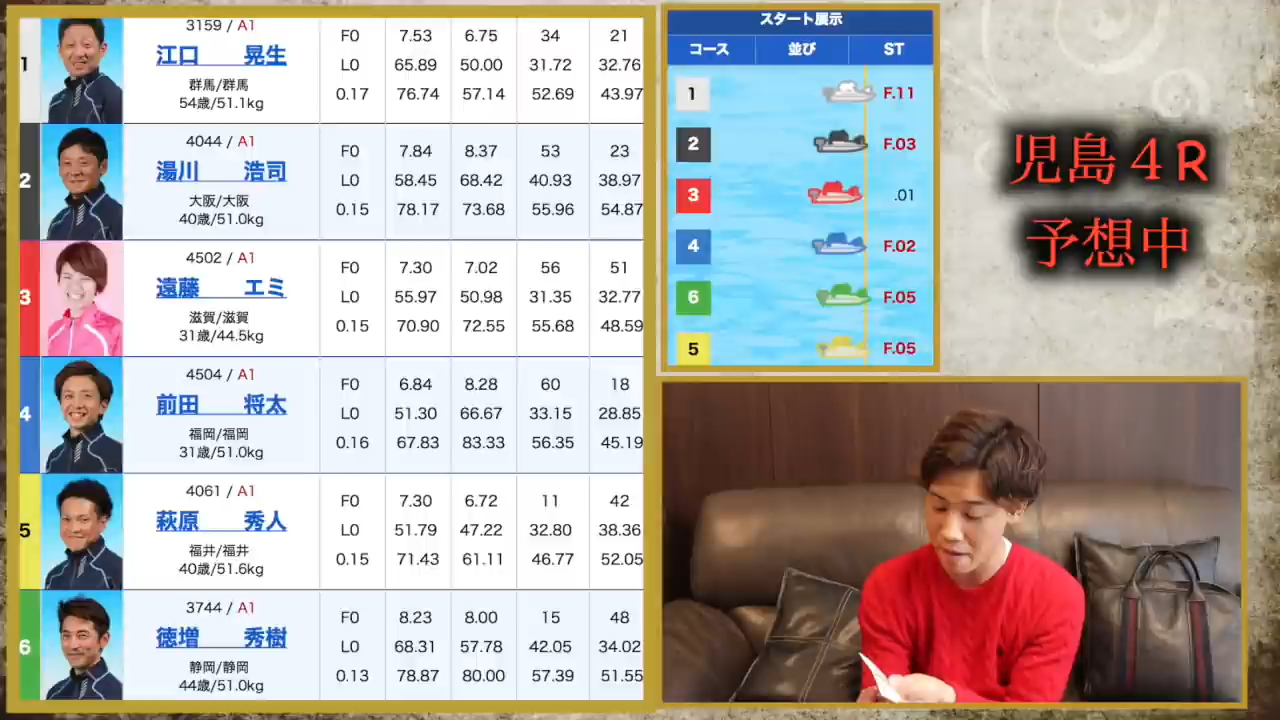 1
3159 / A1
江口 晃生
群馬/群馬
54歳/51.1kg
F0 7.53 6.75 34 21
L0 65.89 50.00 31.72 32.76
0.17 76.74 57.14 52.69 43.97
2
4044 / A1
湯川 浩司
大阪/大阪
40歳/51.0kg
F0 7.84 8.37 53 23
L0 58.45 68.42 40.93 38.97
0.15 78.17 73.68 55.96 54.87
3
4502 / A1
遠藤 エミ
滋賀/滋賀
31歳/44.5kg
F0 7.30 7.02 56 51
L0 55.97 50.98 31.35 32.77
0.15 70.90 72.55 55.68 48.59
4
4504 / A1
前田 将太
福岡/福岡
31歳/51.0kg
F0 6.84 8.28 60 18
L0 51.30 66.67 33.15 28.85
0.16 67.83 83.33 56.35 45.19
5
4061 / A1
萩原 秀人
福井/福井
40歳/51.6kg
F0 7.30 6.72 11 42
L0 51.79 47.22 32.80 38.36
0.15 71.43 61.11 46.77 52.05
6
3744 / A1
徳増 秀樹
静岡/静岡
44歳/51.0kg
F0 8.23 8.00 15 48
L0 68.31 57.78 42.05 34.02
0.13 78.87 80.00 57.39 51.55
スタート展示
コース 並び ST
1 F.11
2 F.03
3 .01
4 F.02
6 F.05
5 F.05
児島4R
予想中